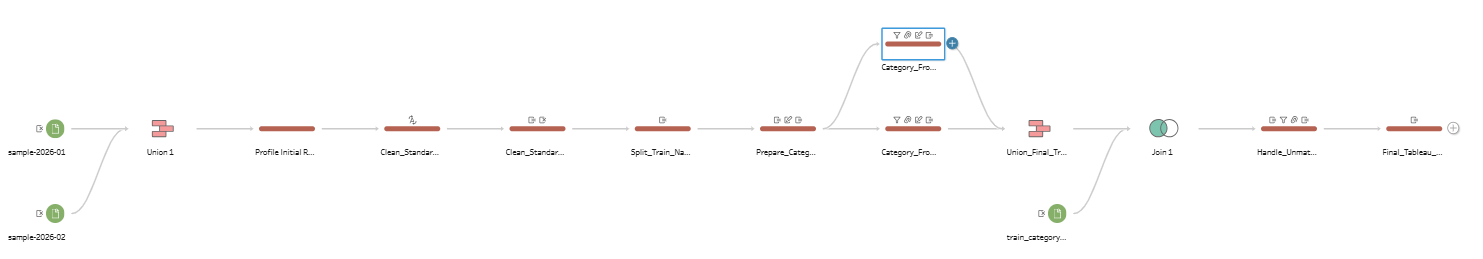 Category_Fro...
sample-2026-01
Union 1
Profile Initial R...
Clean_Standar...
Clean_Standar...
Split_Train_Na...
Prepare_Categ...
Category_Fro...
Union_Final_Tr...
Join 1
Handle_Unmat...
Final_Tableau_...
sample-2026-02
train_category...